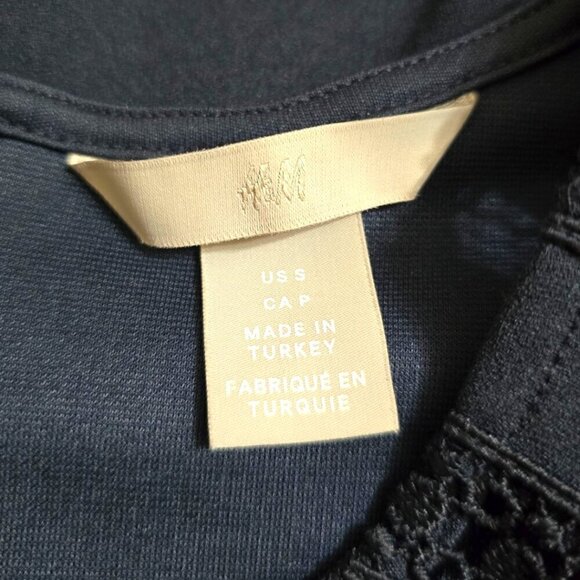 H&M
US S
CA P
MADE IN
TURKEY
FABRIQUÉ EN
TURQUIE